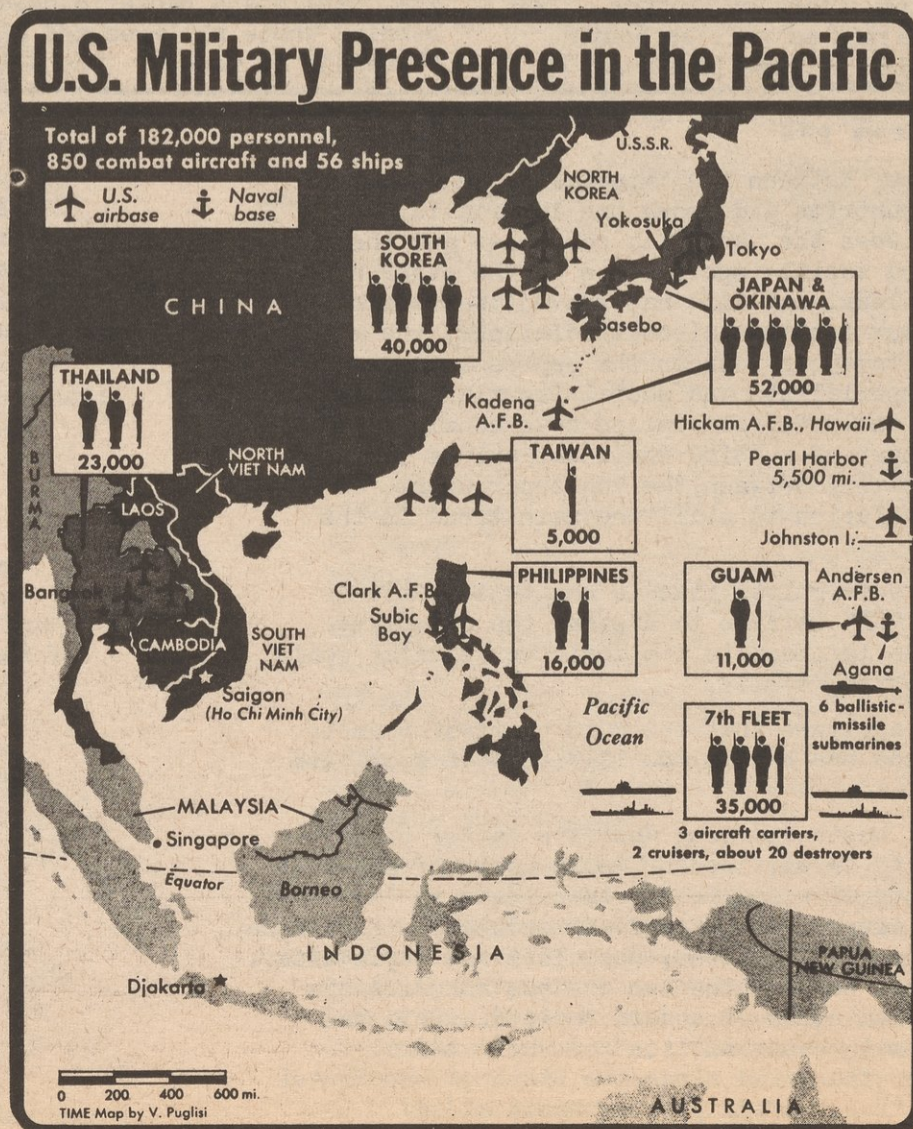 U.S. Military Presence in the Pacific
Total of 182,000 personnel,
850 combat aircraft and 56 ships
U.S.
airbase
Naval
base
U.S.S.R.
NORTH
KOREA
Yokosuka
Tokyo
SOUTH
KOREA
40,000
CHINA
JAPAN &
OKINAWA
52,000
Sasebo
THAILAND
23,000
Kadena
A.F.B.
Hickam A.F.B., Hawaii
Pearl Harbor
5,500 mi.
Johnston I.
BURMA
NORTH
VIET NAM
LAOS
TAIWAN
5,000
Bangkok
CAMBODIA
SOUTH
VIET
NAM
Saigon
(Ho Chi Minh City)
Clark A.F.B.
Subic
Bay
PHILIPPINES
16,000
GUAM
11,000
Andersen
A.F.B.
Agana
6 ballistic-
missile
submarines
Pacific
Ocean
7th FLEET
35,000
3 aircraft carriers,
2 cruisers, about 20 destroyers
MALAYSIA
Singapore
Equator
Borneo
INDONESIA
Djakarta
PAPUA
NEW GUINEA
0 200 400 600 mi.
TIME Map by V. Puglisi
AUSTRALIA